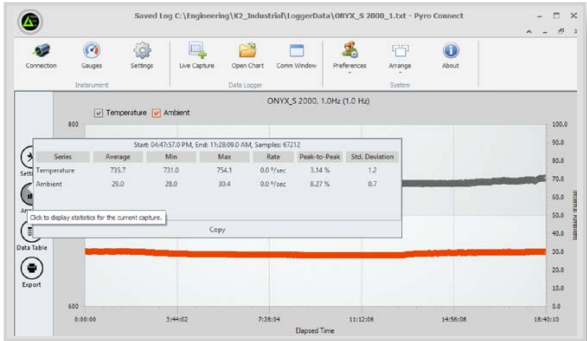 Saved Log C:\Engineering\K2_Industrial\LoggerData\ONYX_S 2000_1.txt - Pyro Connect
Connection
Gauges
Settings
Live Capture
Open Chart
Comm Window
Preferences
Arrange
About
Instrument
Data Logger
System
ONYX_S 2000, 1.0Hz (1.0 Hz)
Temperature
Ambient
800
100.0
90.0
80.0
70.0
60.0
50.0
40.0
30.0
20.0
10.0
0.0
Start: 04:47:57.0 PM, End: 11:28:09.0 AM, Samples: 67212
Series Average Min Max Rate Peak-to-Peak Std. Deviation
Temperature 735.7 731.0 754.1 0.0 º/sec 3.14 % 1.2
Ambient 29.0 28.0 30.4 0.0 º/sec 8.27 % 0.7
Click to display statistics for the current capture.
Copy
Data Table
Export
600
0:00:00
3:44:02
7:28:04
11:12:06
14:56:08
18:40:10
Elapsed Time